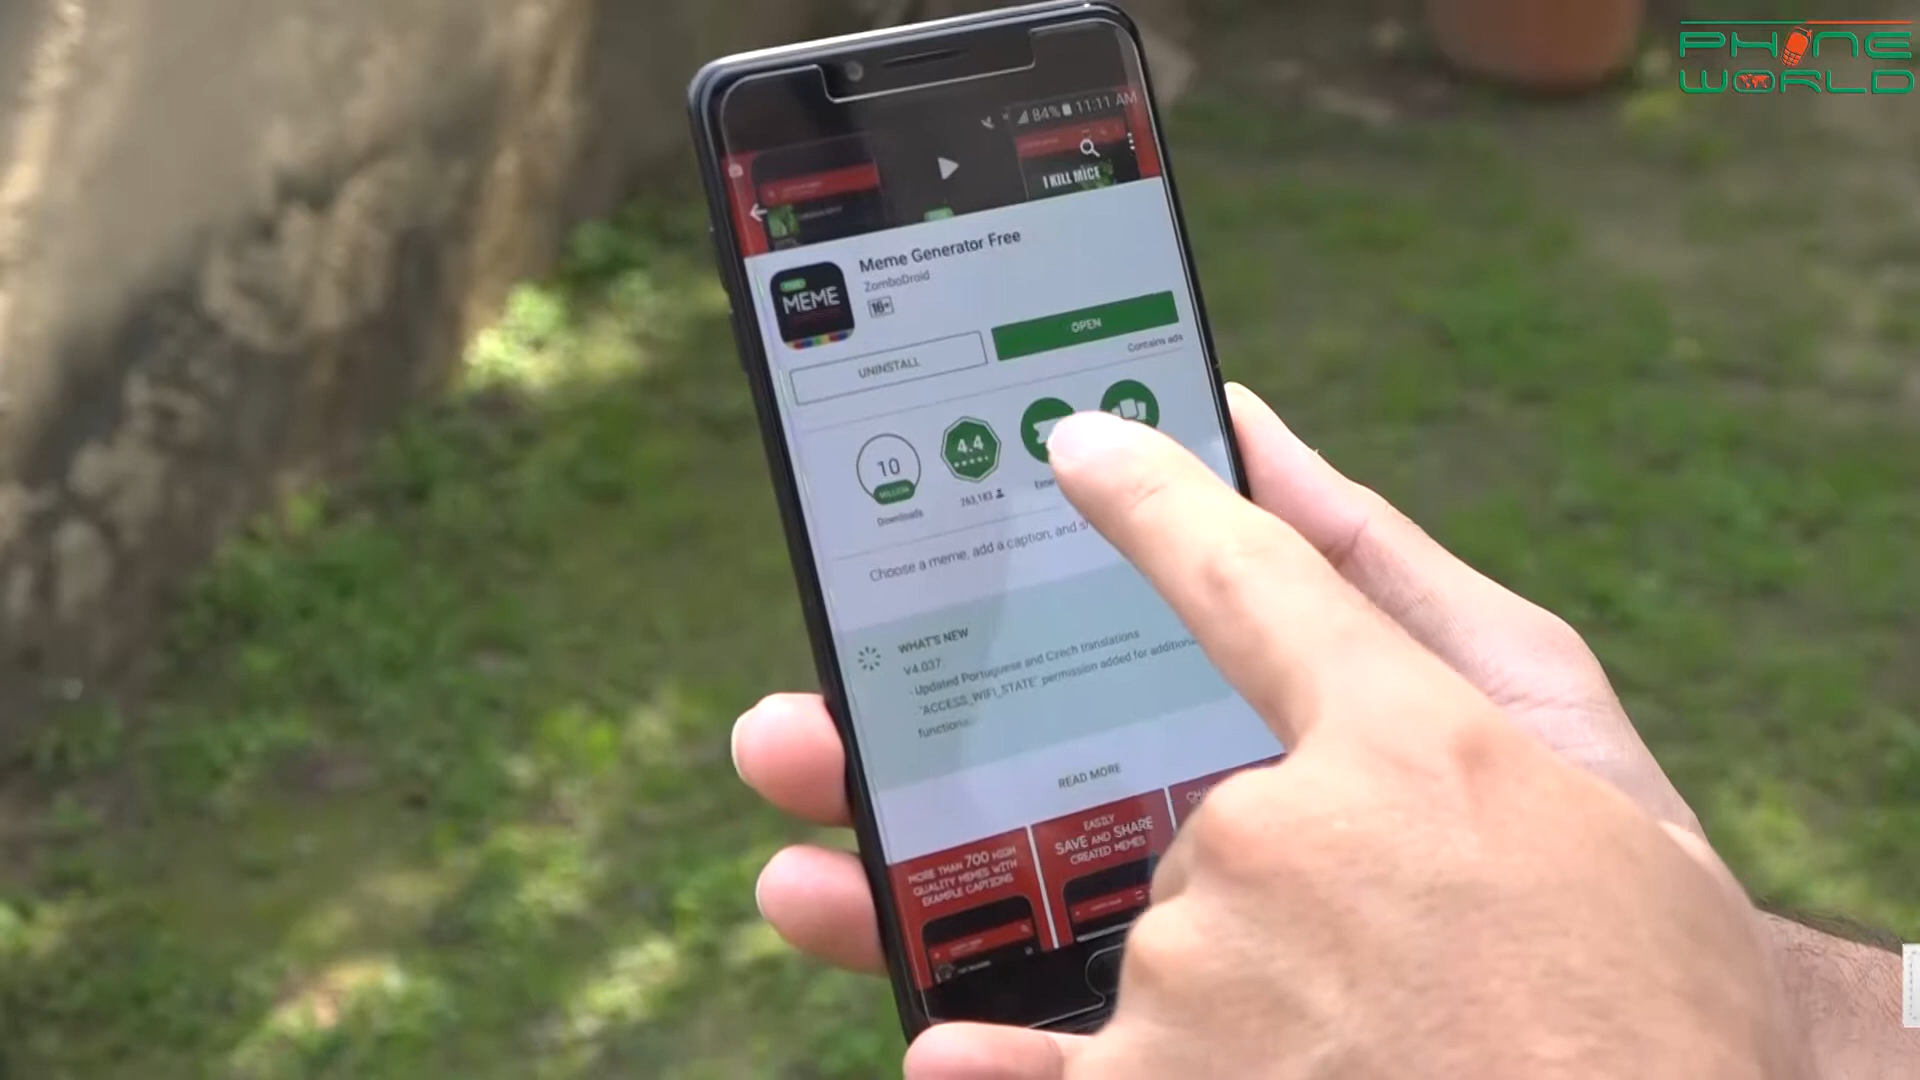 PHONE
WORLD
84% 11:11 AM
I KILL MICE
Meme Generator Free
ZomboDroid
16+
MEME
UNINSTALL
OPEN
Contains ads
10
MILLION
Downloads
4.4
263,183
Choose a meme, add a caption, and
WHAT'S NEW
V4.037:
- Updated Portuguese and Czech translations
- "ACCESS_WIFI_STATE" permission added for additional
READ MORE
MORE THAN 700 HIGH
QUALITY MEMES WITH
EXAMPLE CAPTIONS
EASILY
SAVE AND SHARE
CREATED MEMES